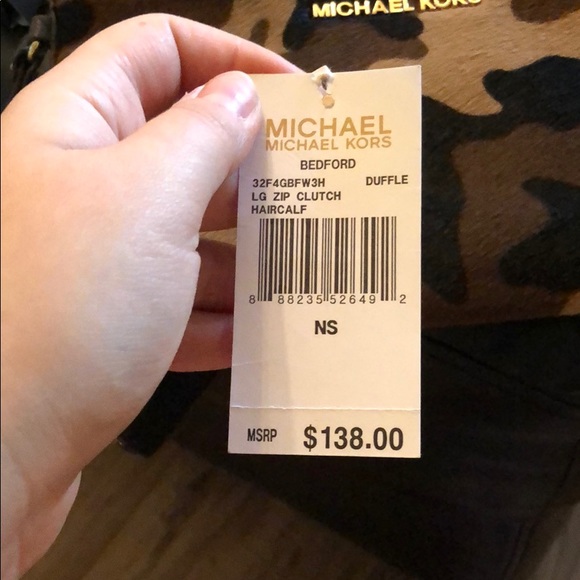 MICHAEL KORS
MICHAEL
MICHAEL KORS
BEDFORD
32F4GBFW3H DUFFLE
LG ZIP CLUTCH
HAIRCALF
8 88235 52649 2
NS
MSRP $138.00